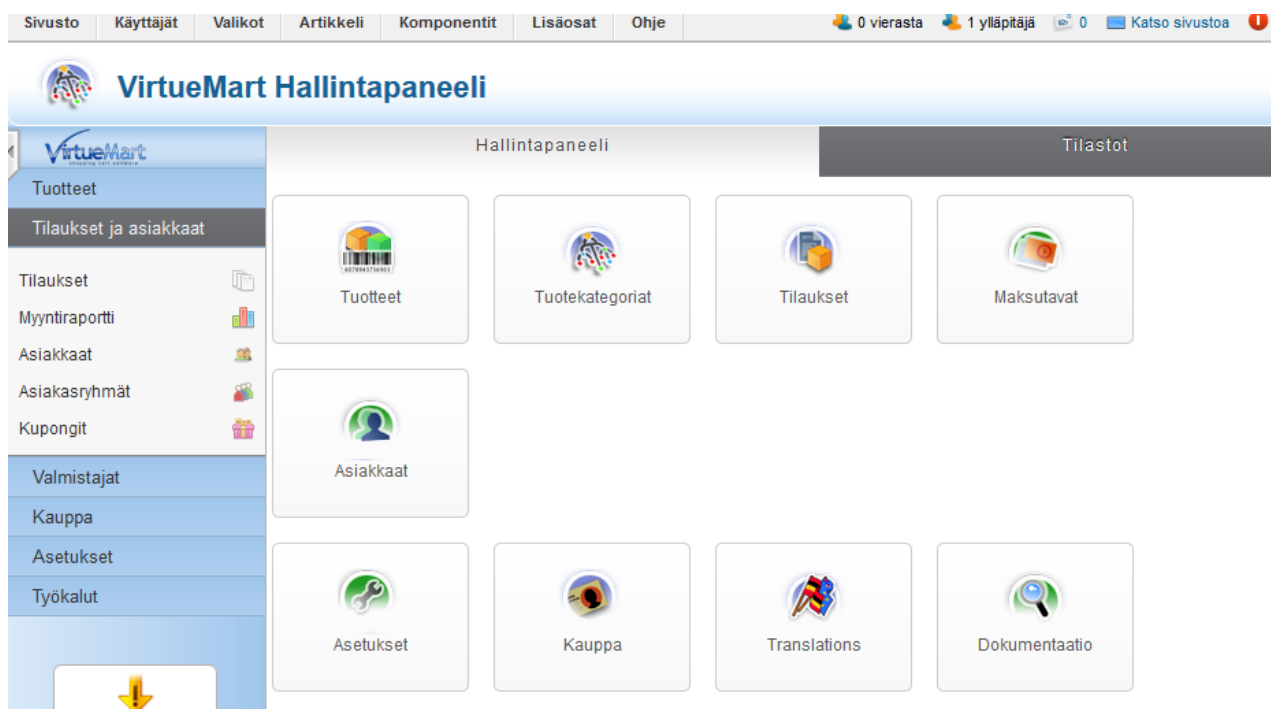 Sivusto Käyttäjät Valikot Artikkeli Komponentit Lisäosat Ohje 0 vierasta 1 ylläpitäjä 0 Katso sivustoa
VirtueMart Hallintapaneeli
VirtueMart
Hallintapaneeli Tilastot
Tuotteet
Tilaukset ja asiakkaat
Tilaukset
Myyntiraportti
Asiakkaat
Asiakasryhmät
Kupongit
Valmistajat
Kauppa
Asetukset
Työkalut
Tuotteet Tuotekategoriat Tilaukset Maksutavat
Asiakkaat
Asetukset Kauppa Translations Dokumentaatio